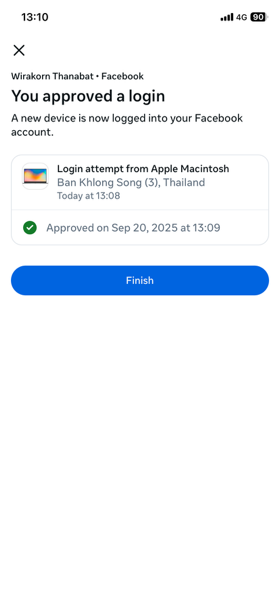 13:10
4G 90
Wirakorn Thanabat • Facebook
You approved a login
A new device is now logged into your Facebook
account.
Login attempt from Apple Macintosh
Ban Khlong Song (3), Thailand
Today at 13:08
Approved on Sep 20, 2025 at 13:09
Finish